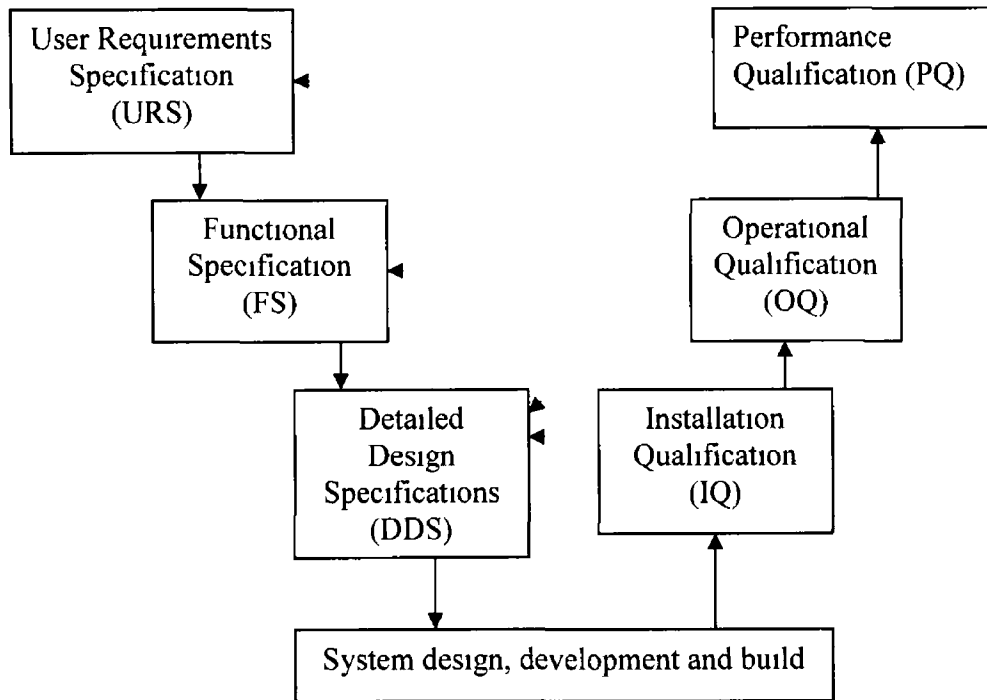 User Requirements
Specification
(URS)
Functional
Specification
(FS)
Detailed
Design
Specifications
(DDS)
System design, development and build
Installation
Qualification
(IQ)
Operational
Qualification
(OQ)
Performance
Qualification (PQ)